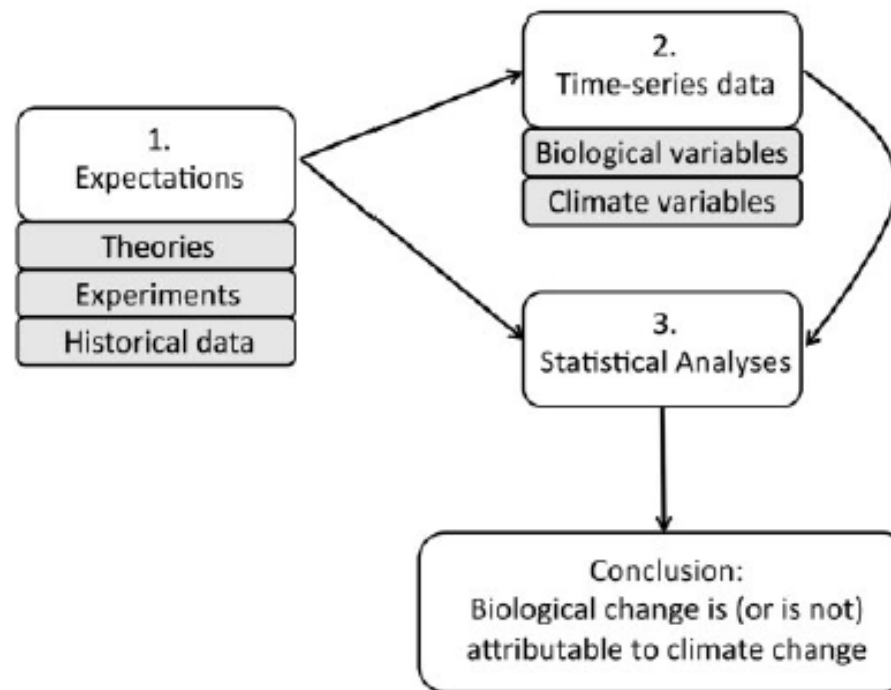 1.
Expectations
Theories
Experiments
Historical data
2.
Time-series data
Biological variables
Climate variables
3.
Statistical Analyses
Conclusion:
Biological change is (or is not)
attributable to climate change